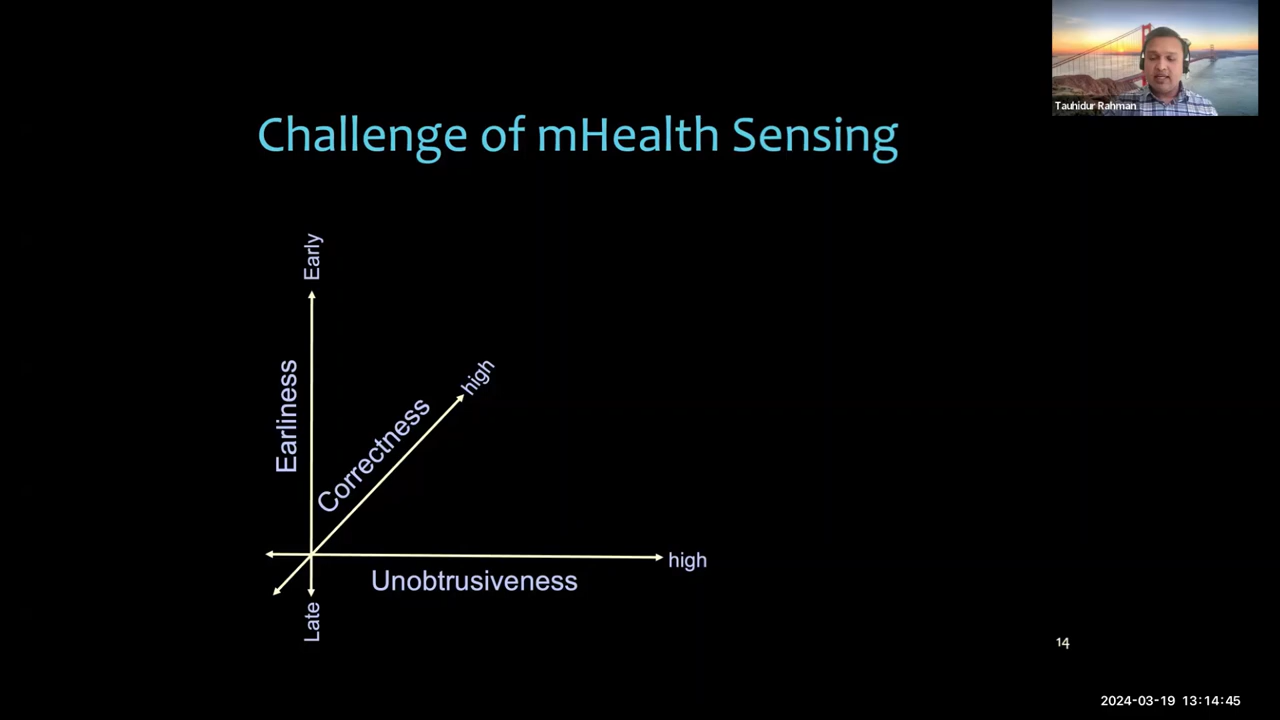 Tauhidur Rahman
Challenge of mHealth Sensing
Early
Earliness
Correctness
high
high
Unobtrusiveness
Late
14
2024-03-19 13:14:45